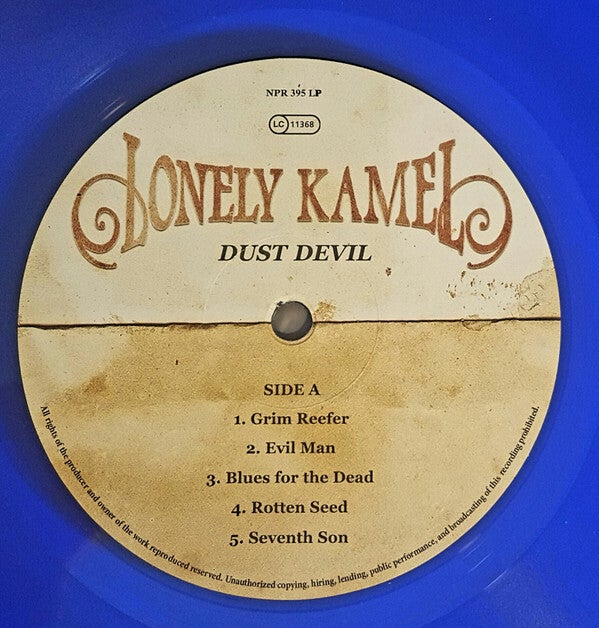 NPR 395 LP
LC 11368
LONELY KAMEL
DUST DEVIL
SIDE A
1. Grim Reefer
2. Evil Man
3. Blues for the Dead
4. Rotten Seed
5. Seventh Son
All rights of the producer and owner of the work reproduced reserved. Unauthorized copying, hiring, lending, public performance, and broadcasting of this recording prohibited.